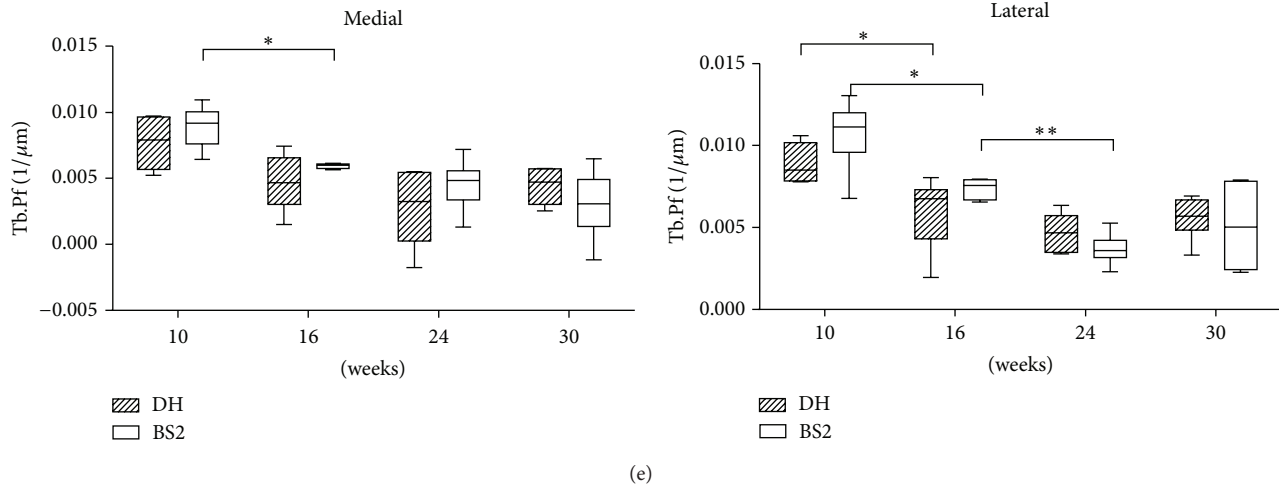 Medial
*
0.015
0.010
0.005
0.000
−0.005
Tb.Pf (1/μm)
10 16 24 30
(weeks)
DH
BS2
Lateral
*
*
**
0.015
0.010
0.005
0.000
Tb.Pf (1/μm)
10 16 24 30
(weeks)
DH
BS2
(e)